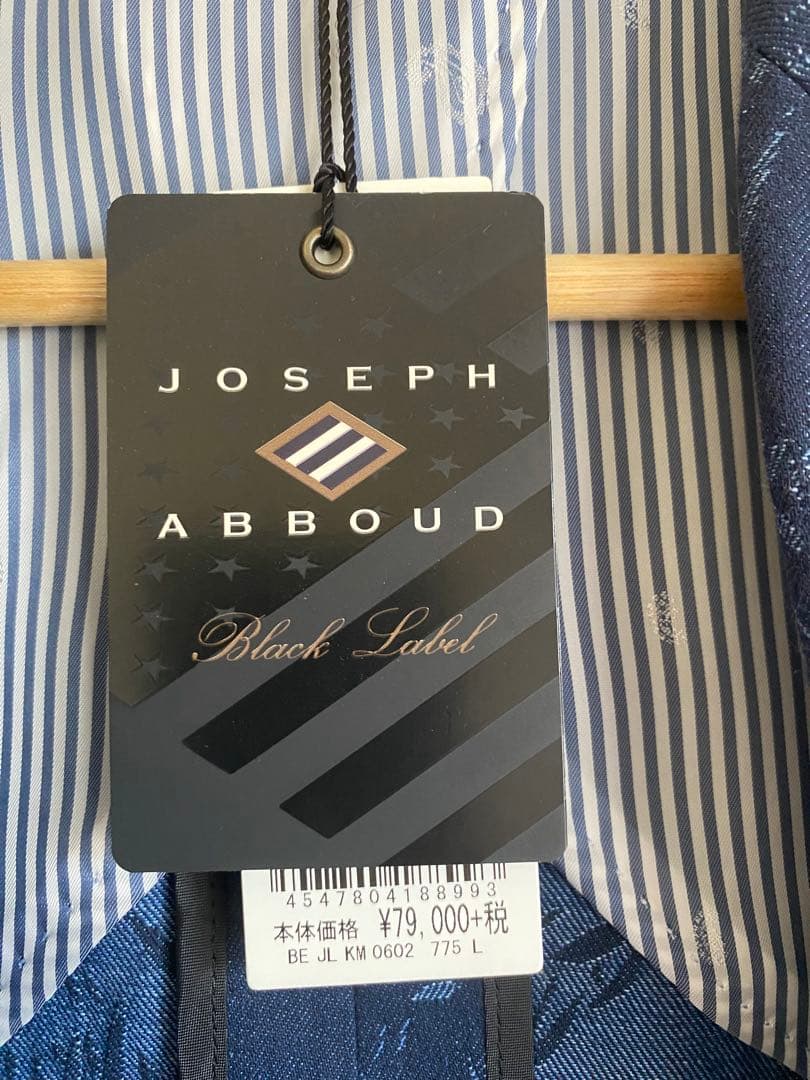 JOSEPH
ABBOUD
Black Label
4547804188993
本体価格 ¥79,000+税
BE JL KM 0602 775 L